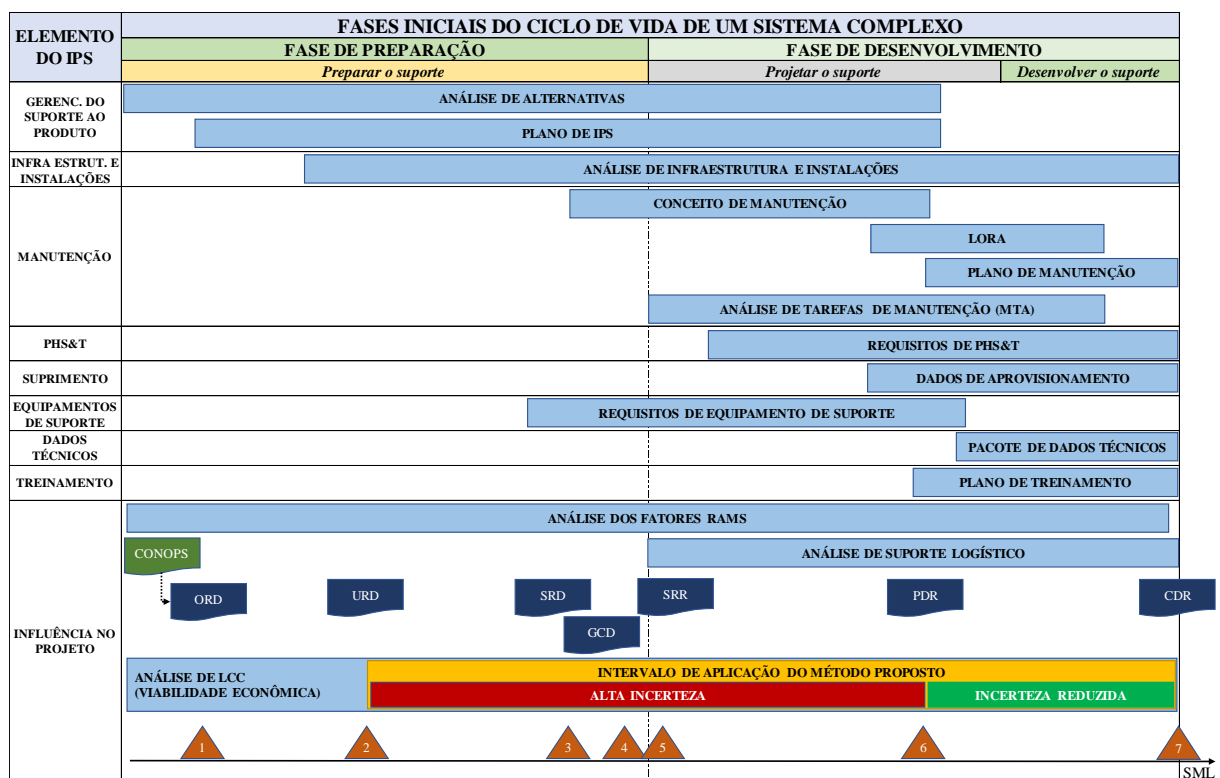 ELEMENTO
DO IPS
FASES INICIAIS DO CICLO DE VIDA DE UM SISTEMA COMPLEXO
FASE DE PREPARAÇÃO
FASE DE DESENVOLVIMENTO
Preparar o suporte
Projetar o suporte
Desenvolver o suporte
GERENC. DO
SUPORTE AO
PRODUTO
ANÁLISE DE ALTERNATIVAS
PLANO DE IPS
INFRA ESTRUT. E
INSTALAÇÕES
ANÁLISE DE INFRAESTRUTURA E INSTALAÇÕES
MANUTENÇÃO
CONCEITO DE MANUTENÇÃO
LORA
PLANO DE MANUTENÇÃO
ANÁLISE DE TAREFAS DE MANUTENÇÃO (MTA)
PHS&T
REQUISITOS DE PHS&T
SUPRIMENTO
DADOS DE APROVISIONAMENTO
EQUIPAMENTOS
DE SUPORTE
REQUISITOS DE EQUIPAMENTO DE SUPORTE
DADOS
TÉCNICOS
PACOTE DE DADOS TÉCNICOS
TREINAMENTO
PLANO DE TREINAMENTO
INFLUÊNCIA NO
PROJETO
ANÁLISE DOS FATORES RAMS
CONOPS
ANÁLISE DE SUPORTE LOGÍSTICO
ORD
URD
SRD
SRR
PDR
CDR
GCD
ANÁLISE DE LCC
(VIABILIDADE ECONÔMICA)
INTERVALO DE APLICAÇÃO DO MÉTODO PROPOSTO
ALTA INCERTEZA
INCERTEZA REDUZIDA
1
2
3
4
5
6
7
SML